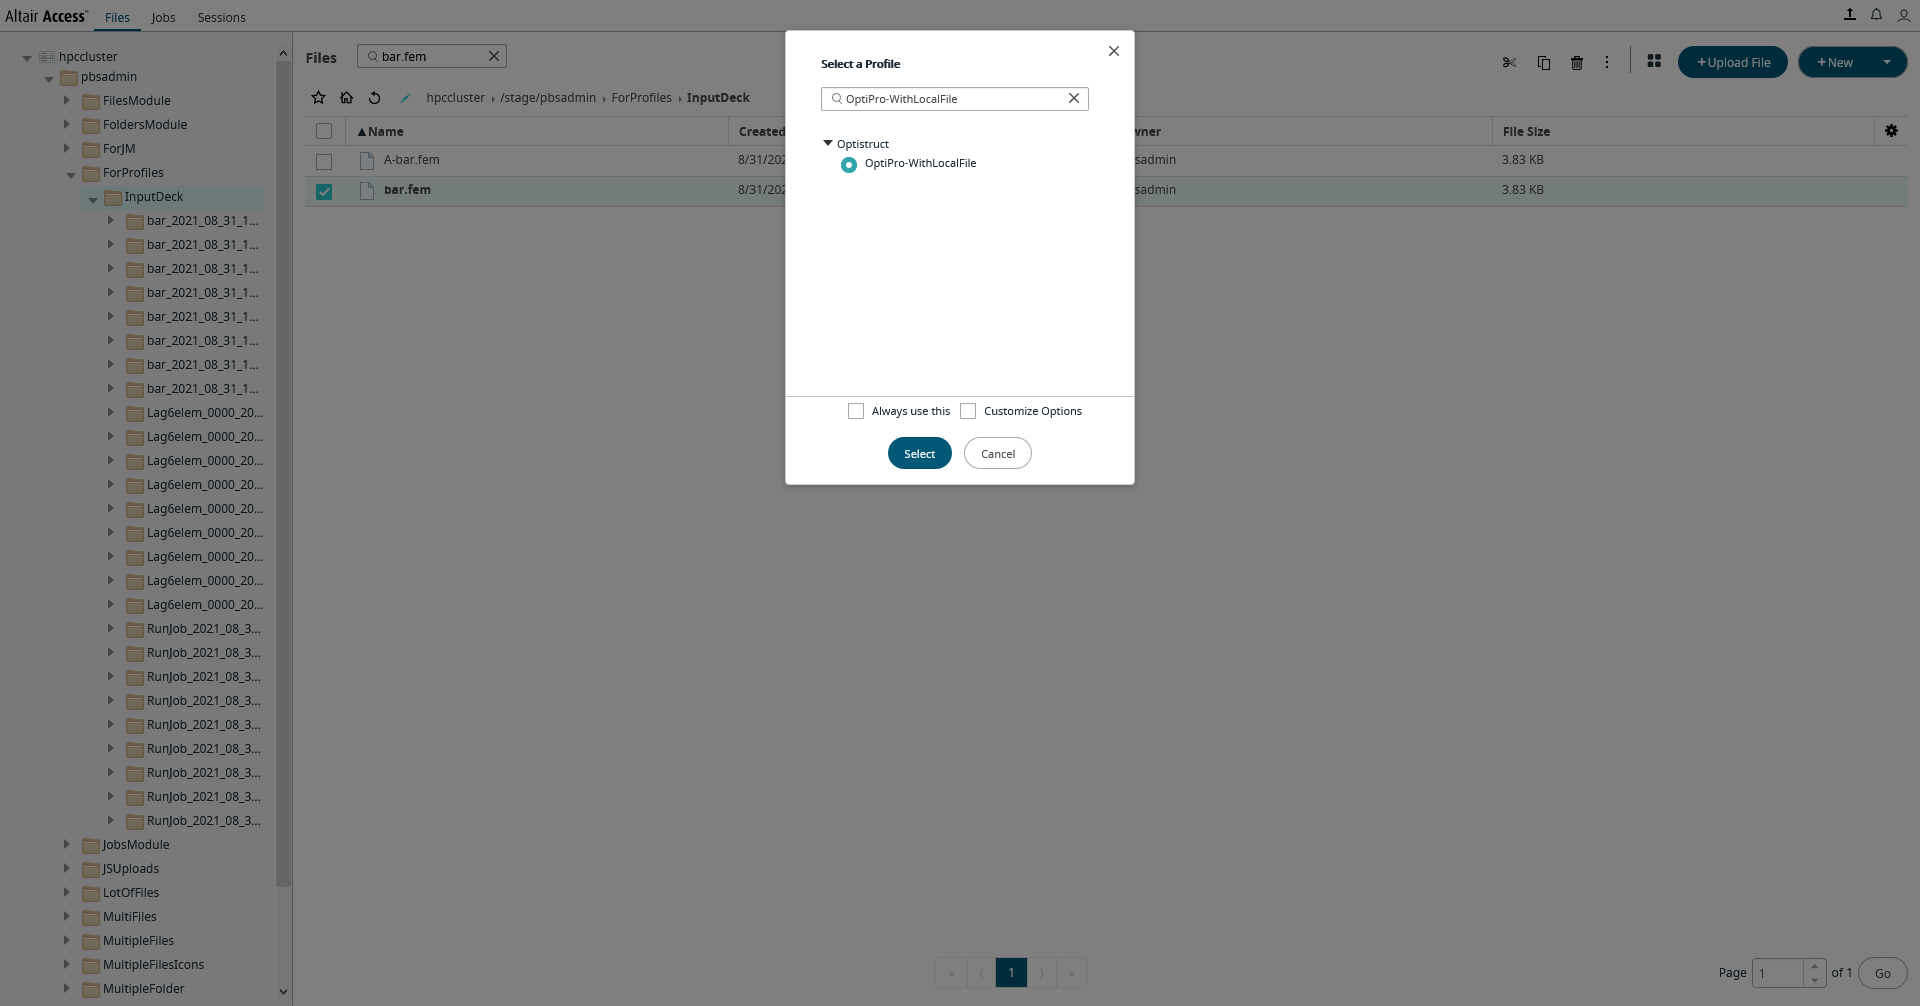 Altair Access™ Files Jobs Sessions
hpccluster
pbsadmin
FilesModule
FoldersModule
ForJM
ForProfiles
InputDeck
bar_2021_08_31_1...
bar_2021_08_31_1...
bar_2021_08_31_1...
bar_2021_08_31_1...
bar_2021_08_31_1...
bar_2021_08_31_1...
bar_2021_08_31_1...
bar_2021_08_31_1...
Lag6elem_0000_20...
Lag6elem_0000_20...
Lag6elem_0000_20...
Lag6elem_0000_20...
Lag6elem_0000_20...
Lag6elem_0000_20...
Lag6elem_0000_20...
Lag6elem_0000_20...
Lag6elem_0000_20...
RunJob_2021_08_3...
RunJob_2021_08_3...
RunJob_2021_08_3...
RunJob_2021_08_3...
RunJob_2021_08_3...
RunJob_2021_08_3...
RunJob_2021_08_3...
RunJob_2021_08_3...
RunJob_2021_08_3...
JobsModule
JSUploads
LotOfFiles
MultiFiles
MultipleFiles
MultipleFilesIcons
MultipleFolder
Files bar.fem
+Upload File +New
hpccluster › /stage/pbsadmin › ForProfiles › InputDeck
▲Name Created wner File Size
A-bar.fem 8/31/202 sadmin 3.83 KB
bar.fem 8/31/202 sadmin 3.83 KB
Select a Profile
OptiPro-WithLocalFile
Optistruct
OptiPro-WithLocalFile
Always use this Customize Options
Select Cancel
« ⟨ 1 ⟩ » Page 1 of 1 Go